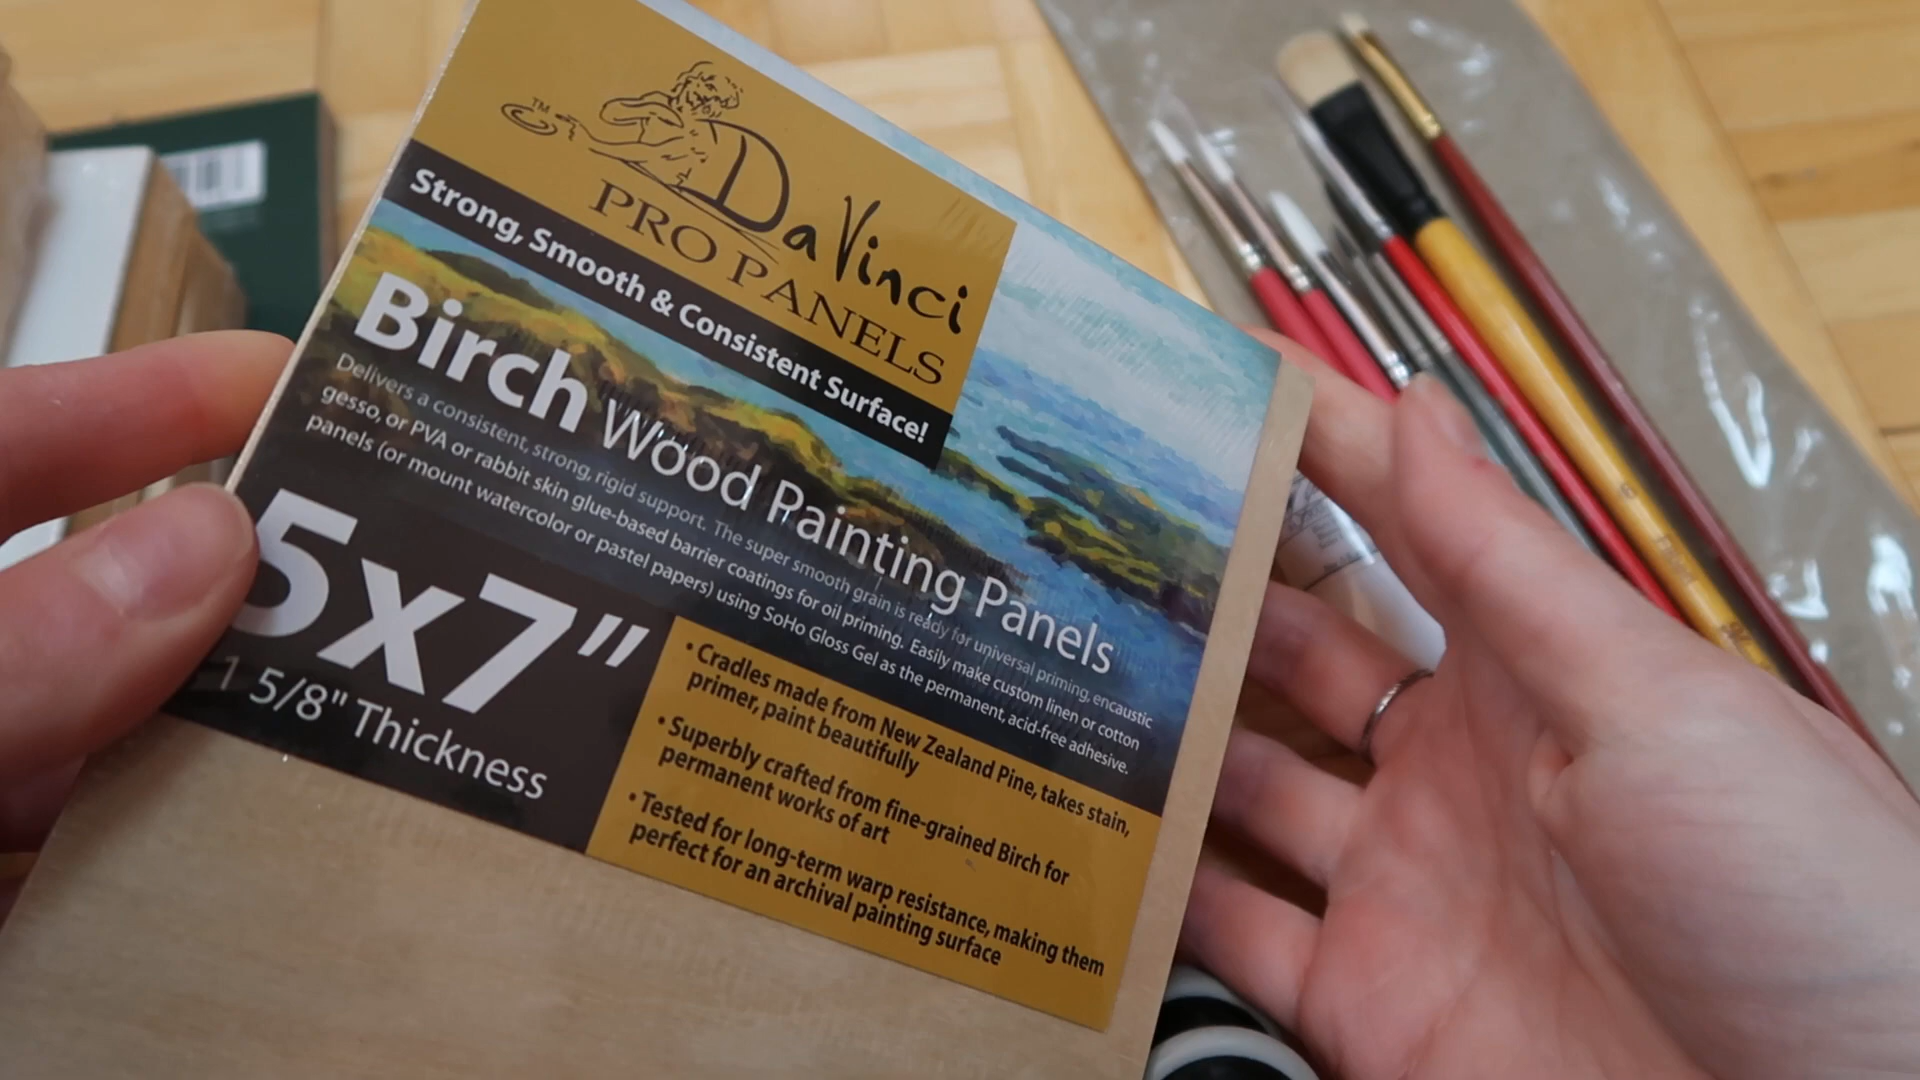 ™
Da Vinci
PRO PANELS
Strong, Smooth & Consistent Surface!
Birch Wood Painting Panels
Delivers a consistent, strong, rigid support. The super smooth grain is ready for universal priming, encaustic
gesso, or PVA or rabbit skin glue-based barrier coatings for oil priming. Easily make custom linen or cotton
panels (or mount watercolor or pastel papers) using SoHo Gloss Gel as the permanent, acid-free adhesive.
5x7"
1 5/8" Thickness
• Cradles made from New Zealand Pine, takes stain,
primer, paint beautifully
• Superbly crafted from fine-grained Birch for
permanent works of art
• Tested for long-term warp resistance, making them
perfect for an archival painting surface